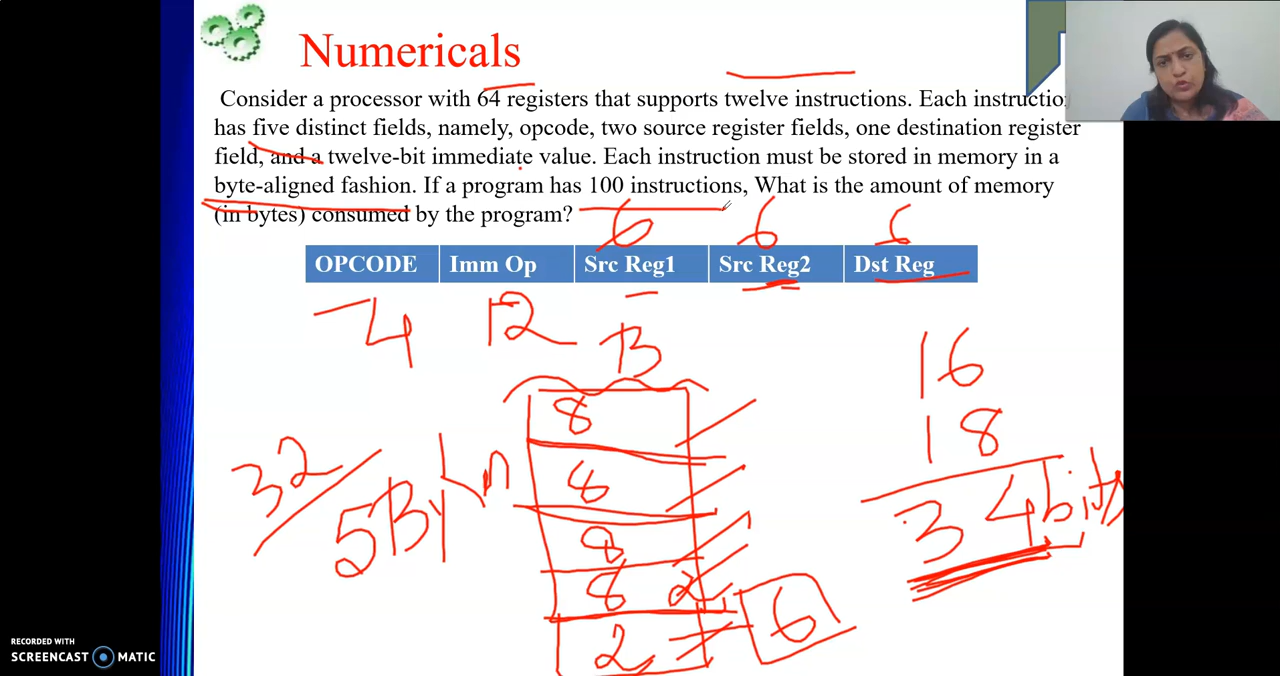 Numericals
Consider a processor with 64 registers that supports twelve instructions. Each instruction
has five distinct fields, namely, opcode, two source register fields, one destination register
field, and a twelve-bit immediate value. Each instruction must be stored in memory in a
byte-aligned fashion. If a program has 100 instructions, What is the amount of memory
(in bytes) consumed by the program?
6 6 6
OPCODE Imm Op Src Reg1 Src Reg2 Dst Reg
4 12
B
16
18
34 bits
8
8
8
8 2
2
6
32
5By
In
RECORDED WITH
SCREENCAST MATIC